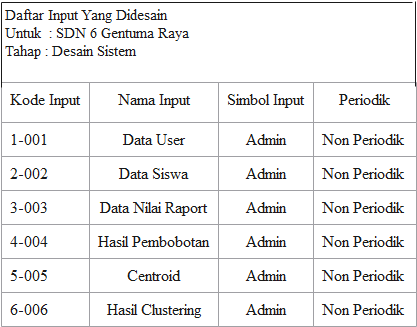 Daftar Input Yang Didesain
Untuk : SDN 6 Gentuma Raya
Tahap : Desain Sistem
Kode Input Nama Input Simbol Input Periodik
1-001 Data User Admin Non Periodik
2-002 Data Siswa Admin Non Periodik
3-003 Data Nilai Raport Admin Non Periodik
4-004 Hasil Pembobotan Admin Non Periodik
5-005 Centroid Admin Non Periodik
6-006 Hasil Clustering Admin Non Periodik